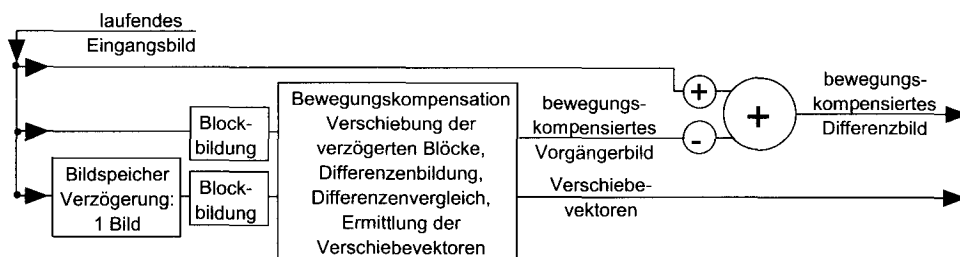 laufendes
Eingangsbild
Block-
bildung
Bildspeicher
Verzögerung:
1 Bild
Block-
bildung
Bewegungskompensation
Verschiebung der
verzögerten Blöcke,
Differenzenbildung,
Differenzenvergleich,
Ermittlung der
Verschiebevektoren
bewegungs-
kompensiertes
Vorgängerbild
Verschiebe-
vektoren
+
-
+
bewegungs-
kompensiertes
Differenzbild